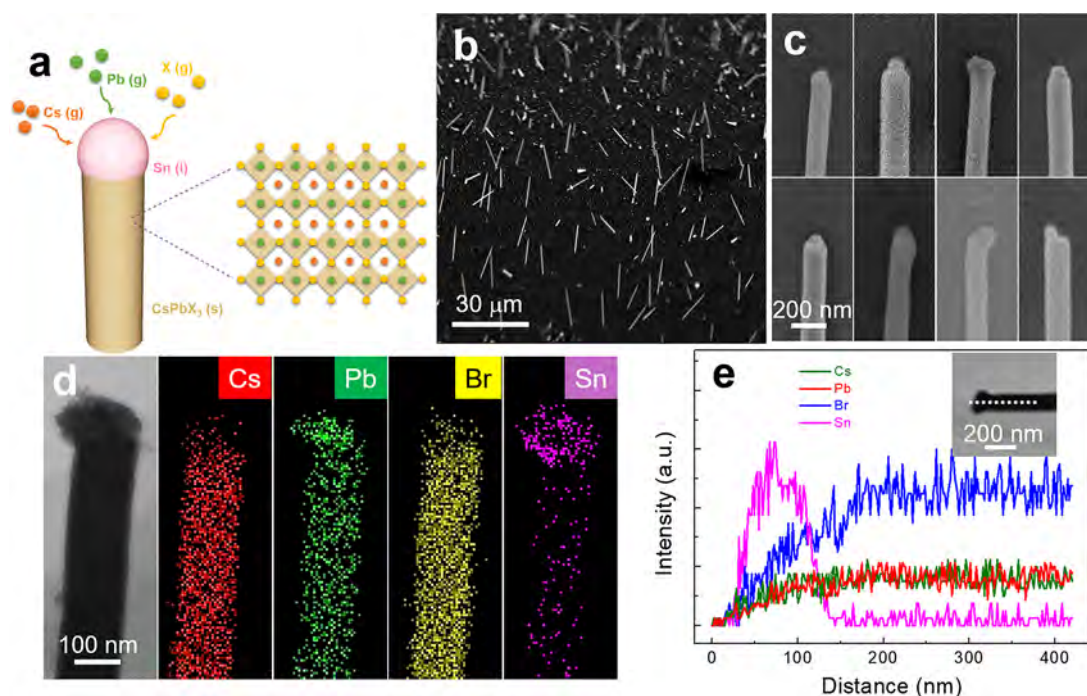 a
Pb (g)
X (g)
Cs (g)
Sn (l)
CsPbX₃ (s)
b
30 μm
c
200 nm
d
Cs
Pb
Br
Sn
100 nm
e
Cs
Pb
Br
Sn
200 nm
Intensity (a.u.)
0 100 200 300 400
Distance (nm)